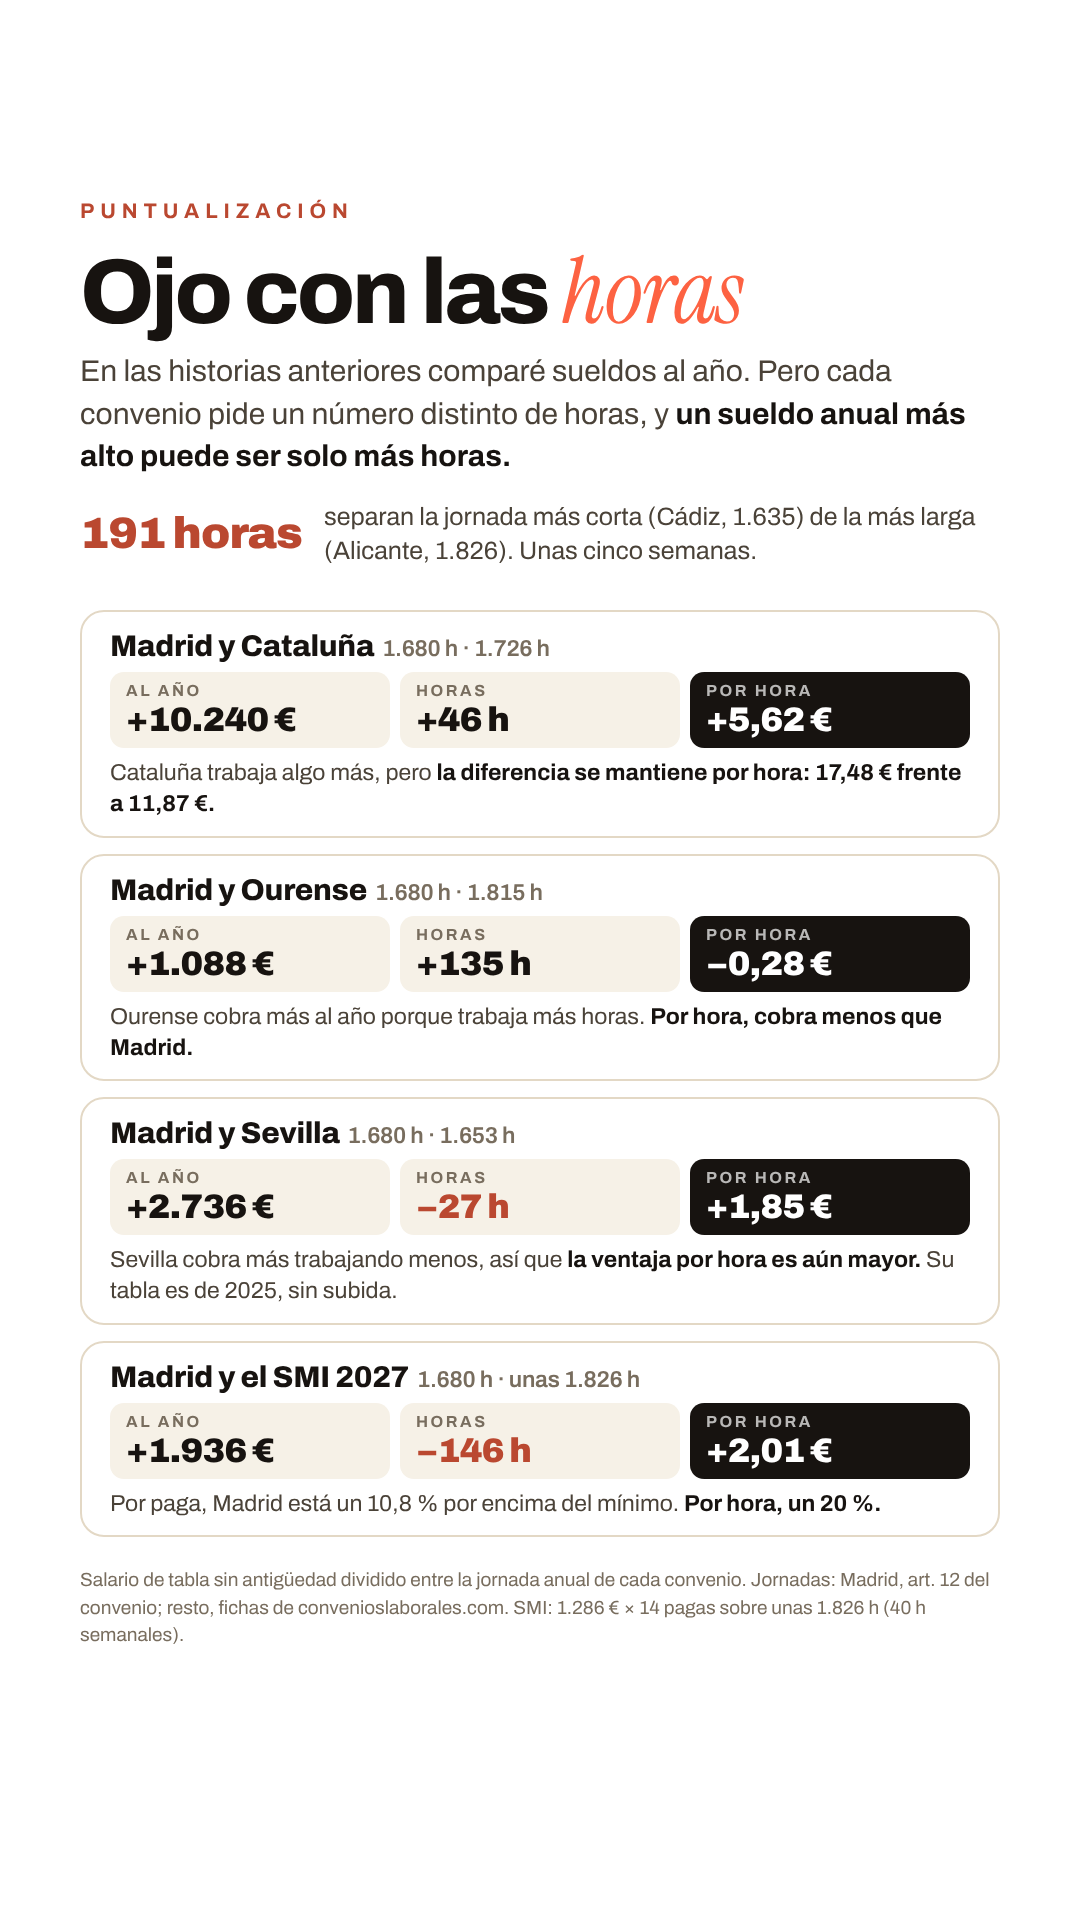 PUNTUALIZACIÓN
Ojo con las horas
En las historias anteriores comparé sueldos al año. Pero cada
convenio pide un número distinto de horas, y un sueldo anual más
alto puede ser solo más horas.
191 horas
separan la jornada más corta (Cádiz, 1.635) de la más larga
(Alicante, 1.826). Unas cinco semanas.
Madrid y Cataluña 1.680 h · 1.726 h
AL AÑO
+10.240 €
HORAS
+46 h
POR HORA
+5,62 €
Cataluña trabaja algo más, pero la diferencia se mantiene por hora: 17,48 € frente
a 11,87 €.
Madrid y Ourense 1.680 h · 1.815 h
AL AÑO
+1.088 €
HORAS
+135 h
POR HORA
−0,28 €
Ourense cobra más al año porque trabaja más horas. Por hora, cobra menos que
Madrid.
Madrid y Sevilla 1.680 h · 1.653 h
AL AÑO
+2.736 €
HORAS
−27 h
POR HORA
+1,85 €
Sevilla cobra más trabajando menos, así que la ventaja por hora es aún mayor. Su
tabla es de 2025, sin subida.
Madrid y el SMI 2027 1.680 h · unas 1.826 h
AL AÑO
+1.936 €
HORAS
−146 h
POR HORA
+2,01 €
Por paga, Madrid está un 10,8 % por encima del mínimo. Por hora, un 20 %.
Salario de tabla sin antigüedad dividido entre la jornada anual de cada convenio. Jornadas: Madrid, art. 12 del
convenio; resto, fichas de convenioslaborales.com. SMI: 1.286 € × 14 pagas sobre unas 1.826 h (40 h
semanales).